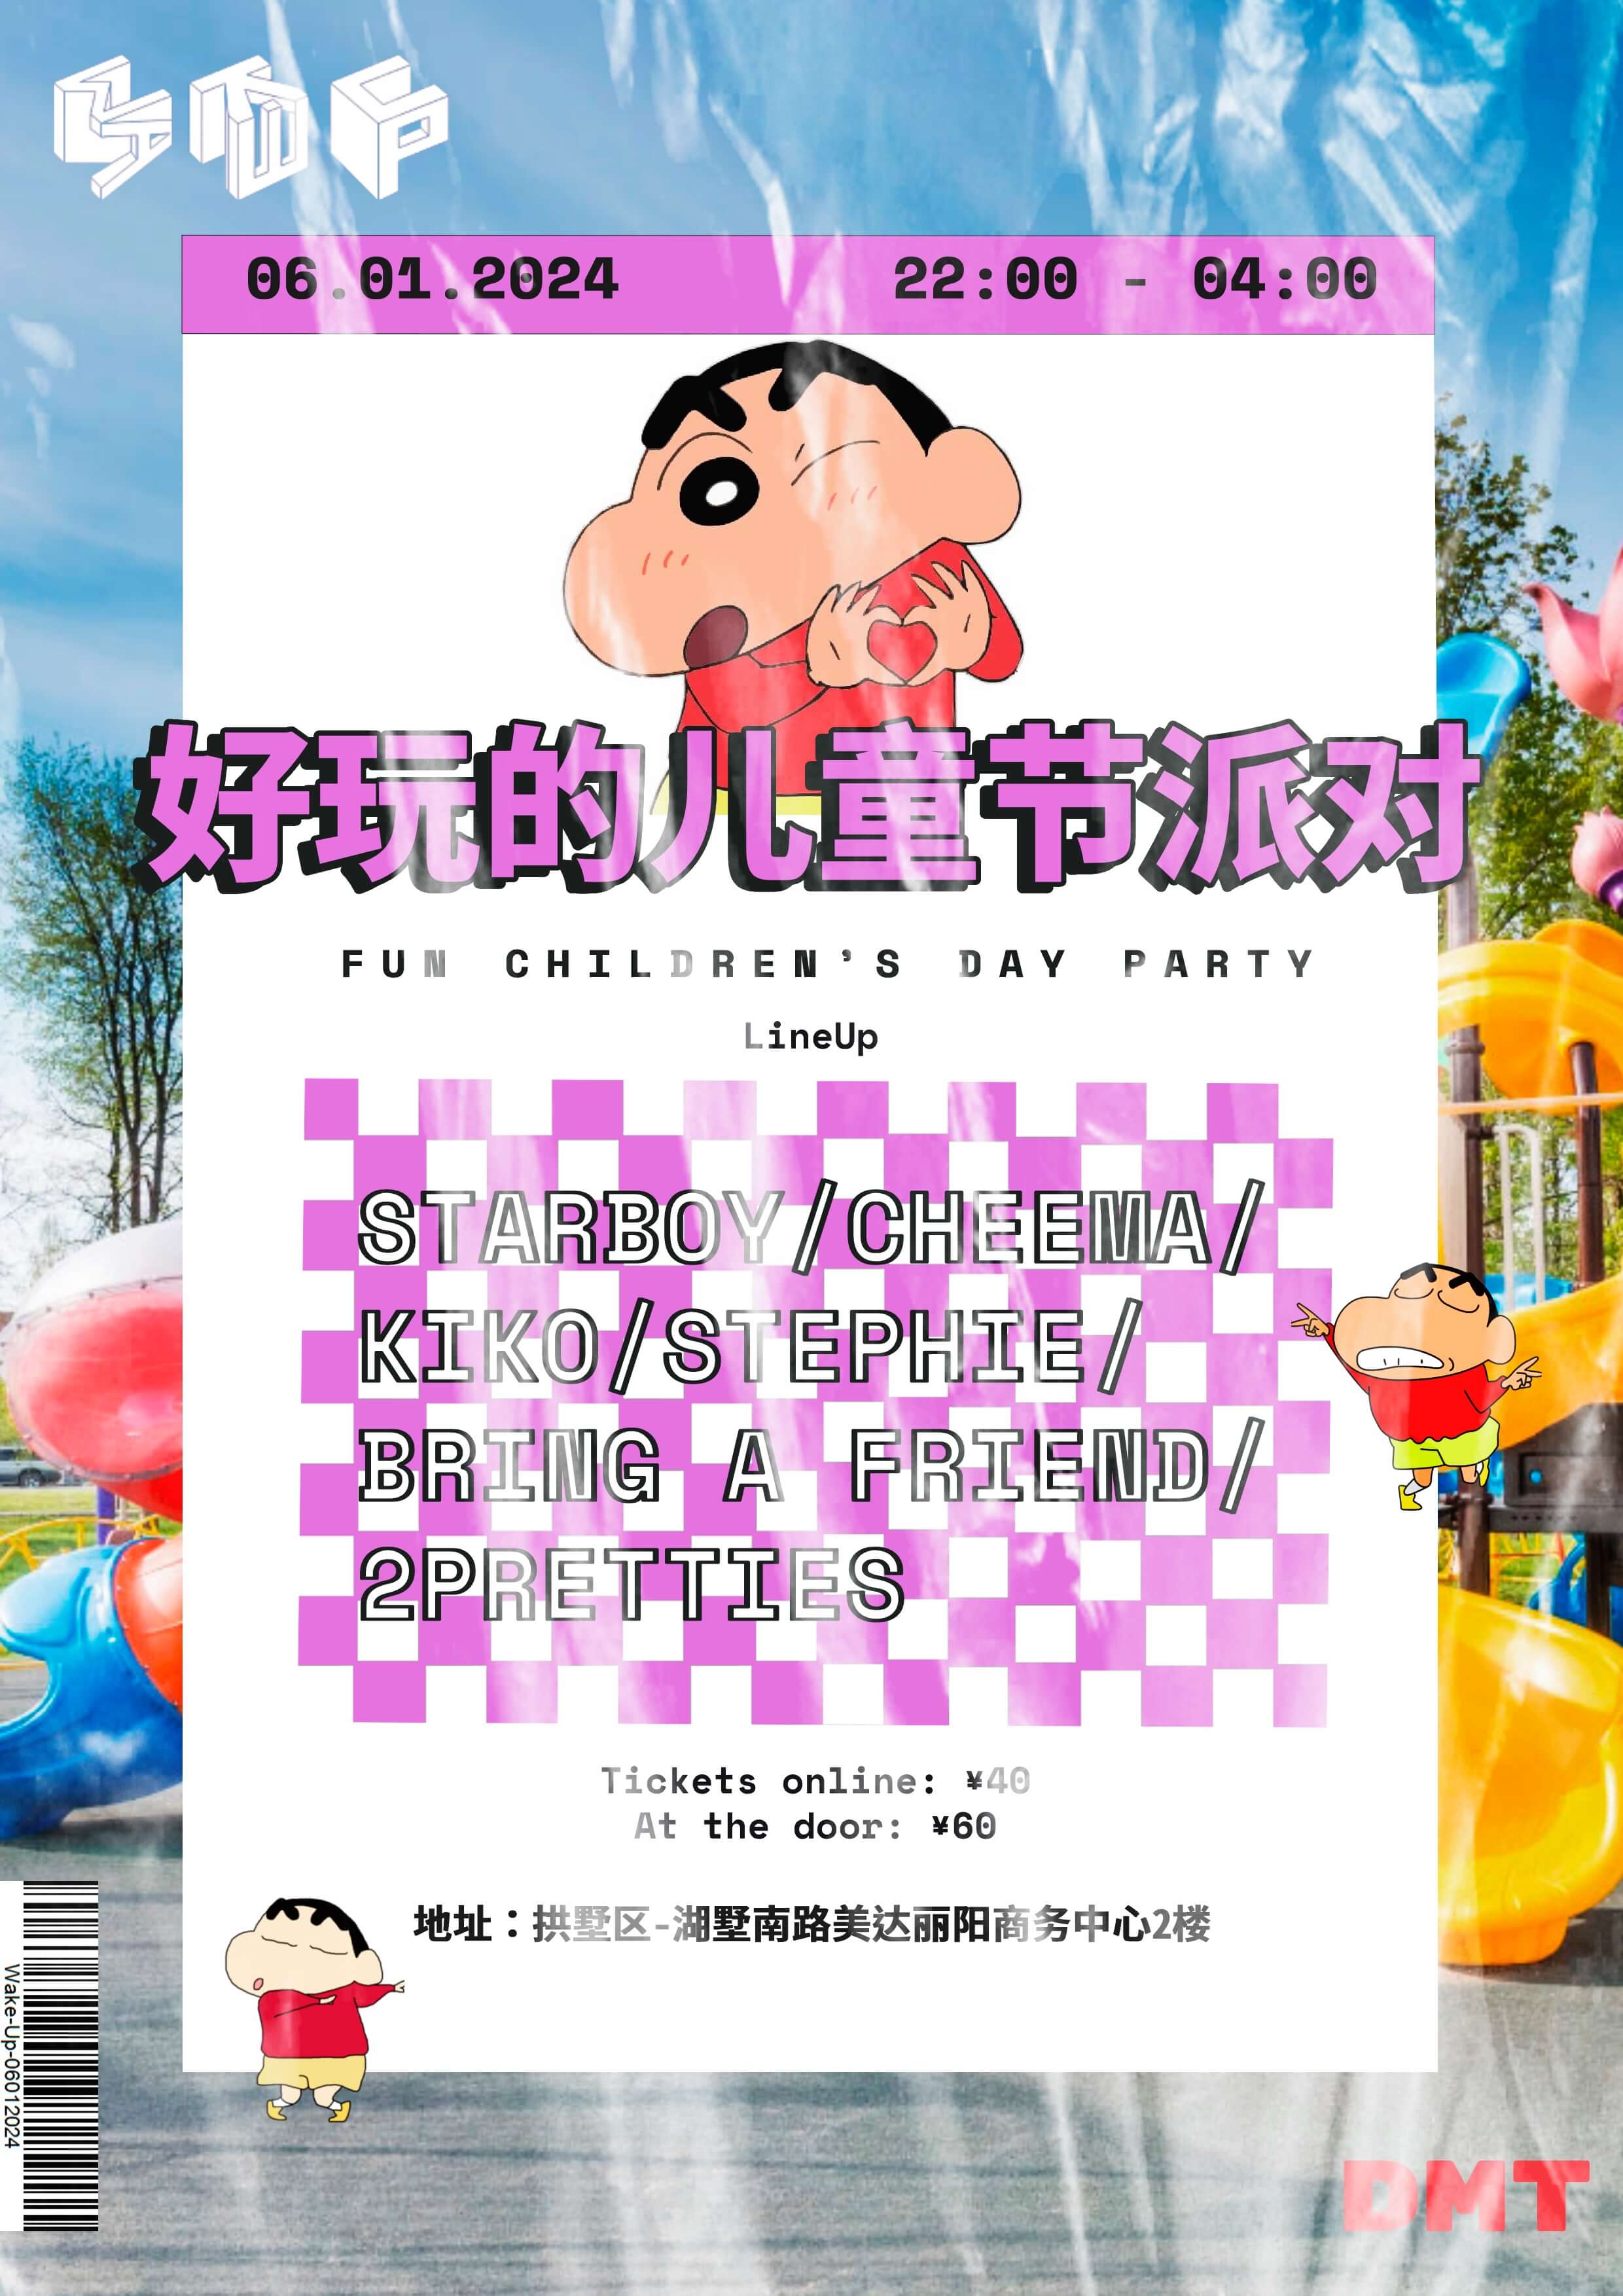 WAKE UP
06.01.2024 22:00 - 04:00
好玩的儿童节派对
FUN CHILDREN'S DAY PARTY
LineUp
STARBOY/CHEEMA/
KIKO/STEPHIE/
BRING A FRIEND/
2PRETTIES
Tickets online: ¥40
At the door: ¥60
地址：拱墅区-湖墅南路美达丽阳商务中心2楼
Wake-Up-06012024
DMT